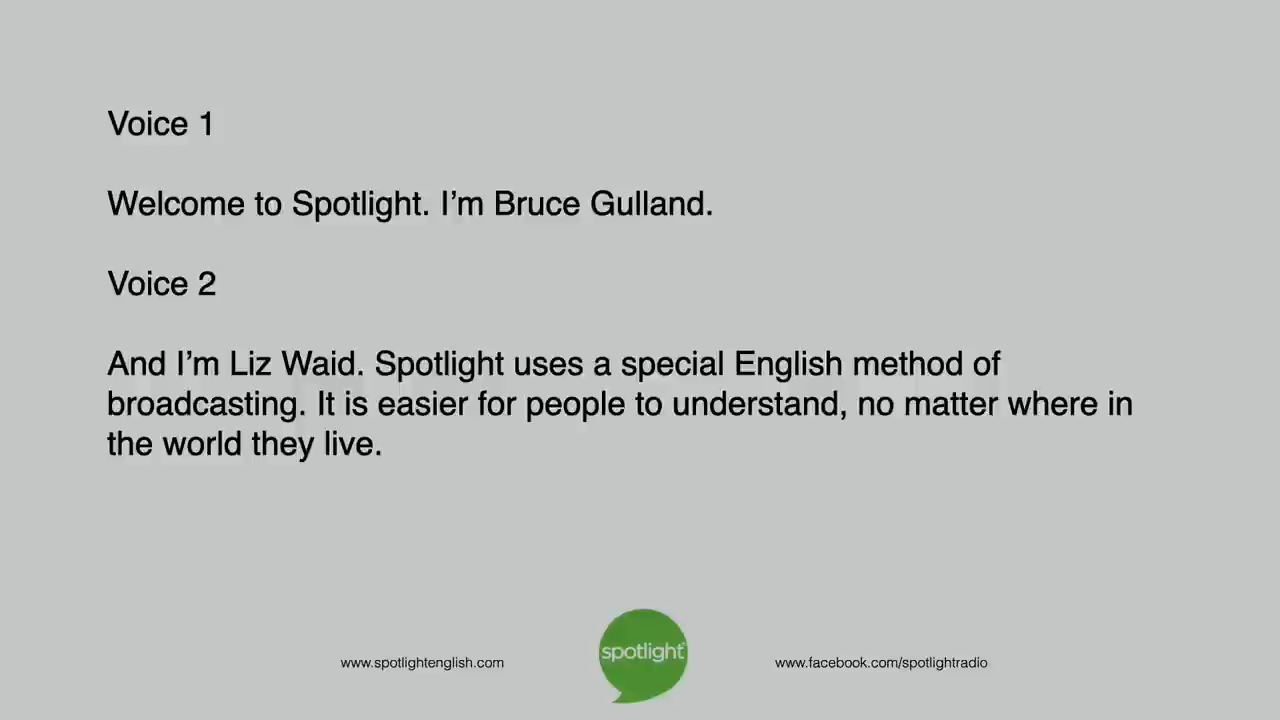 Voice 1
Welcome to Spotlight. I’m Bruce Gulland.
Voice 2
And I’m Liz Waid. Spotlight uses a special English method of
broadcasting. It is easier for people to understand, no matter where in
the world they live.
www.spotlightenglish.com
spotlight
www.facebook.com/spotlightradio